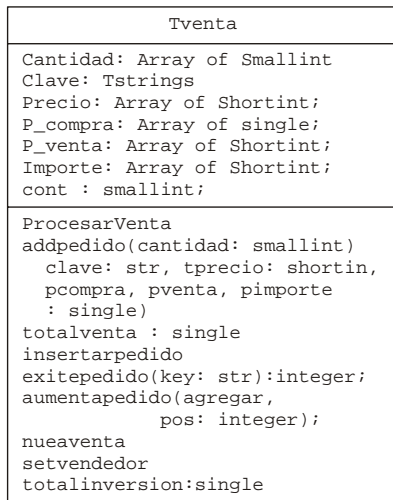 Tventa
Cantidad: Array of Smallint
Clave: Tstrings
Precio: Array of Shortint;
P_compra: Array of single;
P_venta: Array of Shortint;
Importe: Array of Shortint;
cont : smallint;
ProcesarVenta
addpedido(cantidad: smallint)
clave: str, tprecio: shortin,
pcompra, pventa, pimporte
: single)
totalventa : single
insertarpedido
exitepedido(key: str):integer;
aumentapedido(agregar,
pos: integer);
nueaventa
setvendedor
totalinversion:single